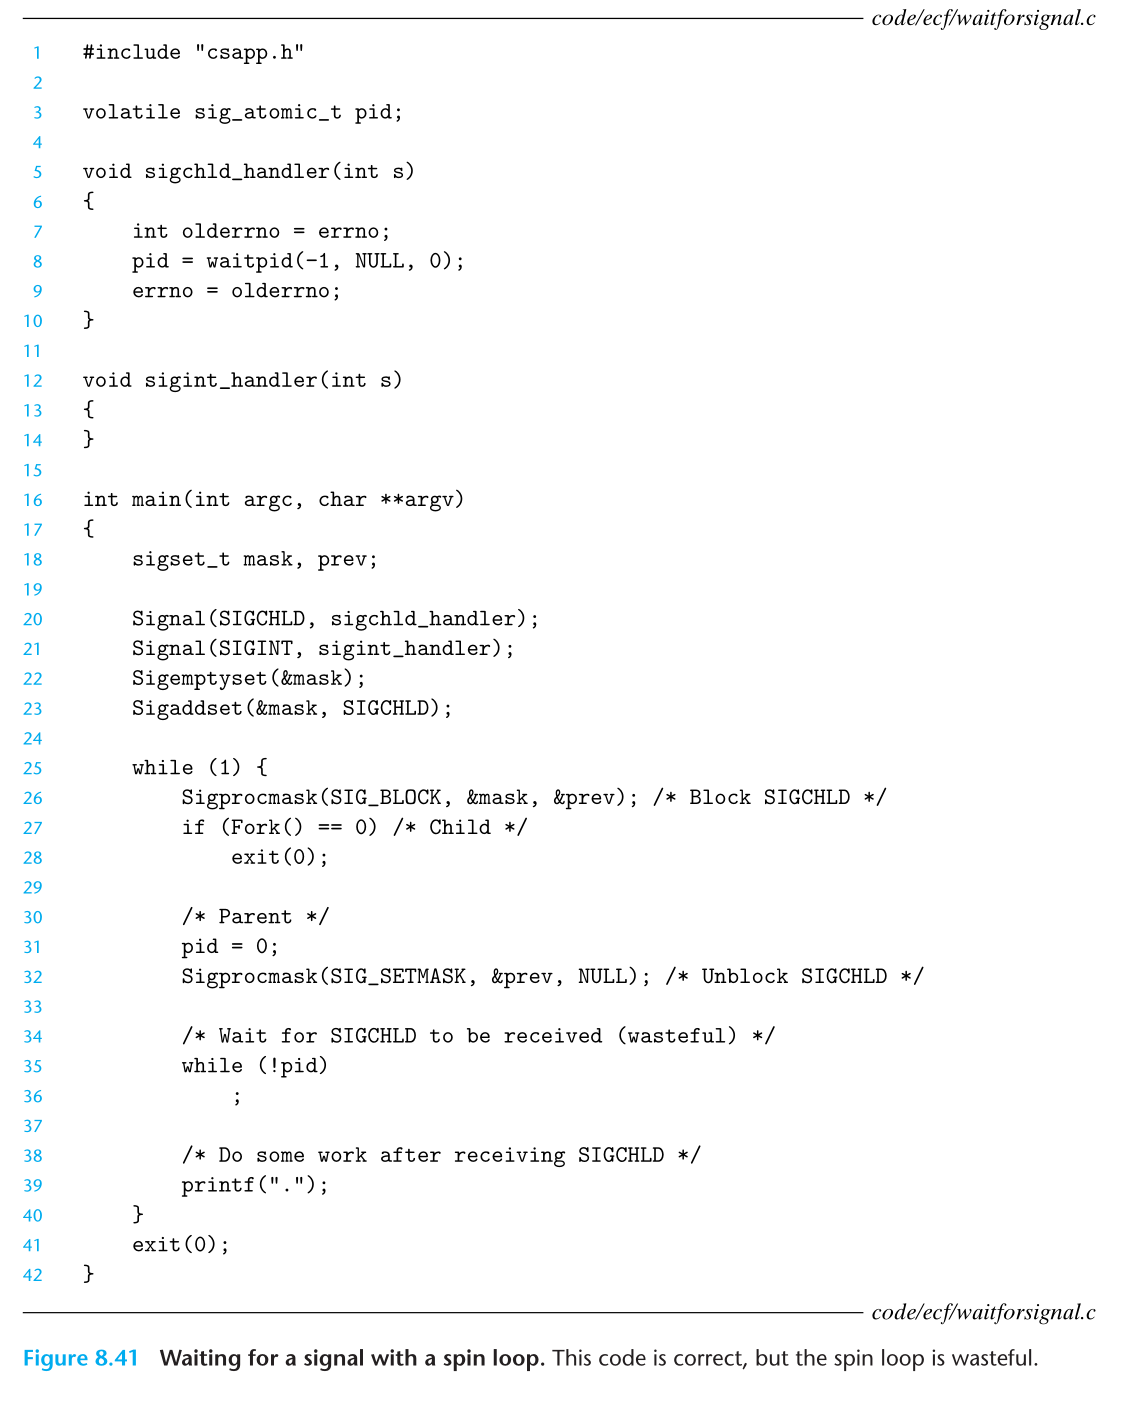 code/ecf/waitforsignal.c
1 #include "csapp.h"
2
3 volatile sig_atomic_t pid;
4
5 void sigchld_handler(int s)
6 {
7     int olderrno = errno;
8     pid = waitpid(-1, NULL, 0);
9     errno = olderrno;
10 }
11
12 void sigint_handler(int s)
13 {
14 }
15
16 int main(int argc, char **argv)
17 {
18     sigset_t mask, prev;
19
20     Signal(SIGCHLD, sigchld_handler);
21     Signal(SIGINT, sigint_handler);
22     Sigemptyset(&mask);
23     Sigaddset(&mask, SIGCHLD);
24
25     while (1) {
26         Sigprocmask(SIG_BLOCK, &mask, &prev); /* Block SIGCHLD */
27         if (Fork() == 0) /* Child */
28             exit(0);
29
30         /* Parent */
31         pid = 0;
32         Sigprocmask(SIG_SETMASK, &prev, NULL); /* Unblock SIGCHLD */
33
34         /* Wait for SIGCHLD to be received (wasteful) */
35         while (!pid)
36             ;
37
38         /* Do some work after receiving SIGCHLD */
39         printf(".");
40     }
41     exit(0);
42 }
code/ecf/waitforsignal.c
Figure 8.41 Waiting for a signal with a spin loop. This code is correct, but the spin loop is wasteful.